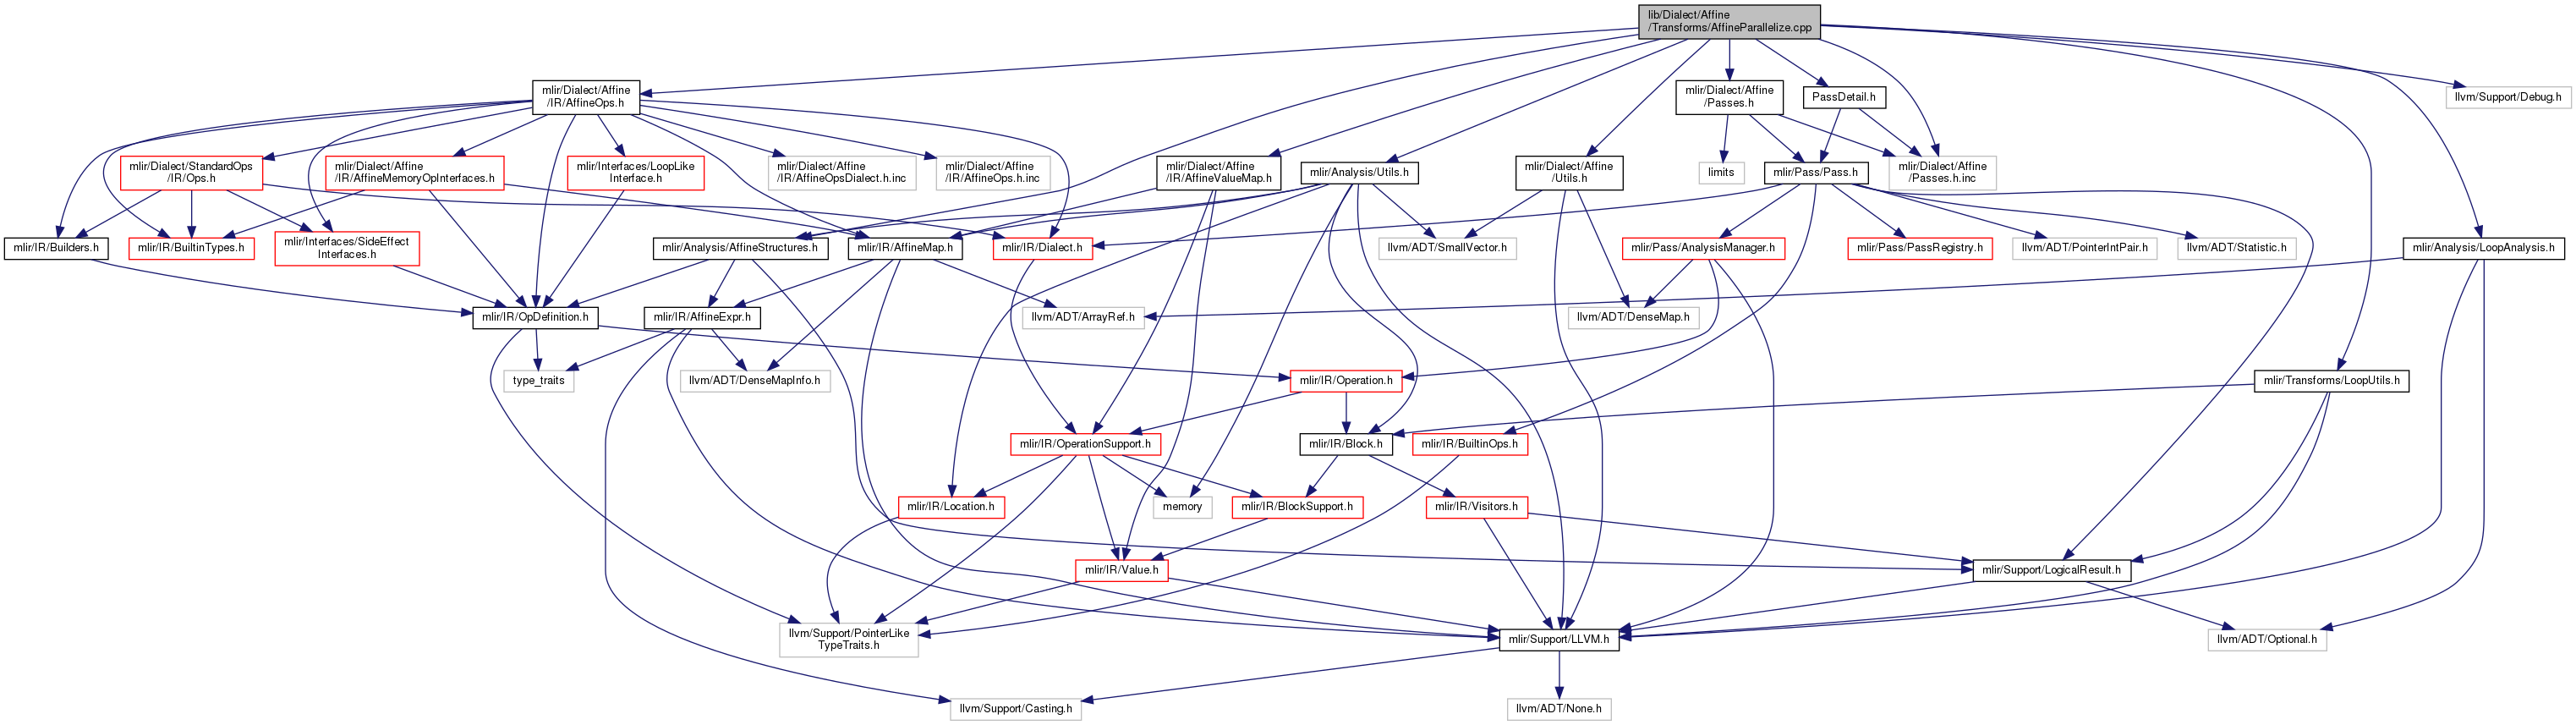 lib/Dialect/Affine
/Transforms/AffineParallelize.cpp
mlir/Dialect/Affine
/IR/AffineOps.h
mlir/Dialect/Affine
/Passes.h
PassDetail.h
llvm/Support/Debug.h
mlir/Dialect/StandardOps
/IR/Ops.h
mlir/Dialect/Affine
/IR/AffineMemoryOpInterfaces.h
mlir/Interfaces/LoopLike
Interface.h
mlir/Dialect/Affine
/IR/AffineOpsDialect.h.inc
mlir/Dialect/Affine
/IR/AffineOps.h.inc
mlir/Dialect/Affine
/IR/AffineValueMap.h
mlir/Analysis/Utils.h
mlir/Dialect/Affine
/Utils.h
limits
mlir/Pass/Pass.h
mlir/Dialect/Affine
/Passes.h.inc
mlir/IR/Builders.h
mlir/IR/BuiltinTypes.h
mlir/Interfaces/SideEffect
Interfaces.h
mlir/Analysis/AffineStructures.h
mlir/IR/AffineMap.h
mlir/IR/Dialect.h
llvm/ADT/SmallVector.h
mlir/Pass/AnalysisManager.h
mlir/Pass/PassRegistry.h
llvm/ADT/PointerIntPair.h
llvm/ADT/Statistic.h
mlir/Analysis/LoopAnalysis.h
mlir/IR/OpDefinition.h
mlir/IR/AffineExpr.h
llvm/ADT/ArrayRef.h
llvm/ADT/DenseMap.h
type_traits
llvm/ADT/DenseMapInfo.h
mlir/IR/Operation.h
mlir/Transforms/LoopUtils.h
mlir/IR/OperationSupport.h
mlir/IR/Block.h
mlir/IR/BuiltinOps.h
mlir/IR/Location.h
memory
mlir/IR/BlockSupport.h
mlir/IR/Visitors.h
mlir/IR/Value.h
mlir/Support/LogicalResult.h
llvm/Support/PointerLike
TypeTraits.h
mlir/Support/LLVM.h
llvm/ADT/Optional.h
llvm/Support/Casting.h
llvm/ADT/None.h